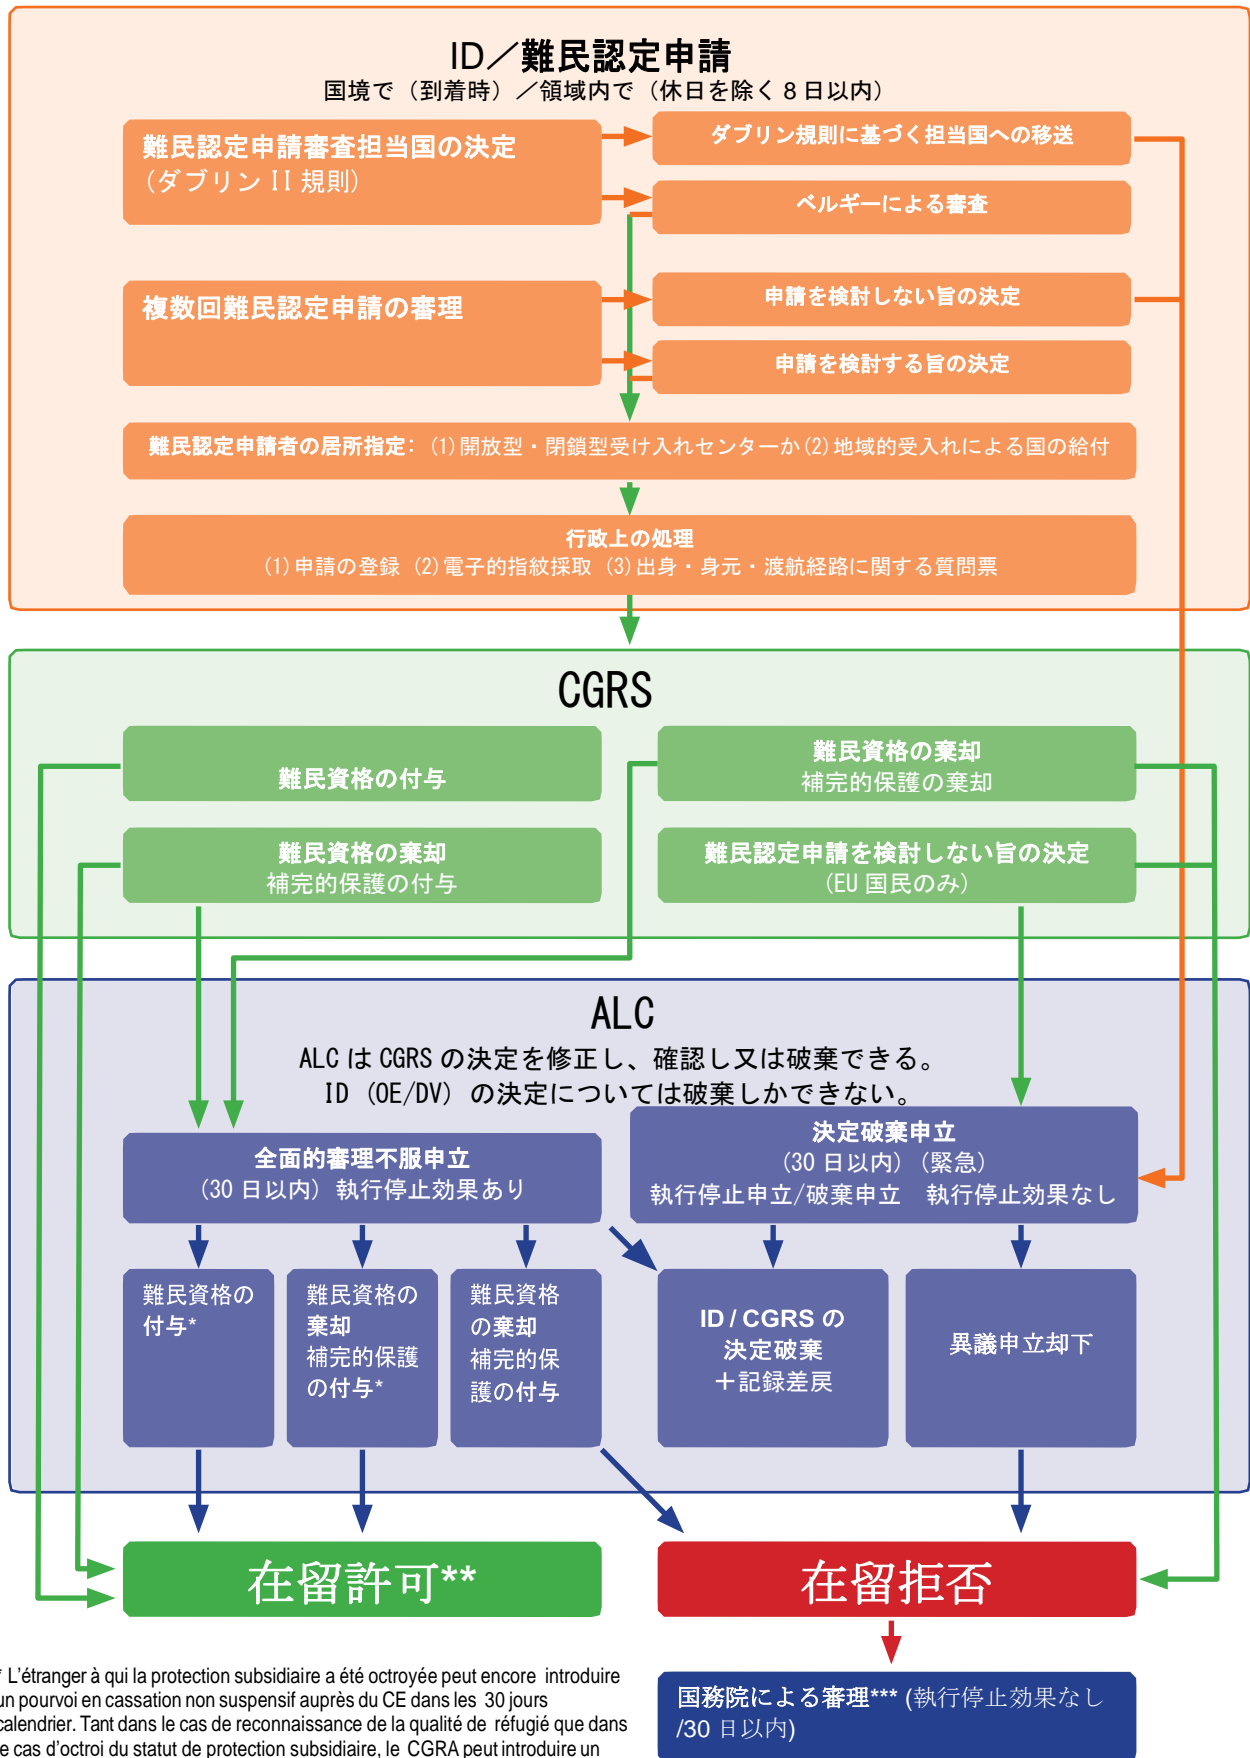 ID／難民認定申請
国境で（到着時）／領域内で（休日を除く８日以内）
難民認定申請審査担当国の決定
（ダブリン II 規則）
ダブリン規則に基づく担当国への移送
ベルギーによる審査
複数回難民認定申請の審理
申請を検討しない旨の決定
申請を検討する旨の決定
難民認定申請者の居所指定: (1)開放型・閉鎖型受け入れセンターか(2)地域的受入れによる国の給付
行政上の処理
(1)申請の登録 (2)電子的指紋採取 (3)出身・身元・渡航経路に関する質問票
CGRS
難民資格の付与
難民資格の棄却
補完的保護の棄却
難民資格の棄却
補完的保護の付与
難民認定申請を検討しない旨の決定
(EU 国民のみ)
ALC
ALC は CGRS の決定を修正し、確認し又は破棄できる。
ID (OE/DV) の決定については破棄しかできない。
全面的審理不服申立
(30 日以内) 執行停止効果あり
決定破棄申立
(30 日以内) (緊急)
執行停止申立/破棄申立　執行停止効果なし
難民資格の
付与*
難民資格の
棄却
補完的保護
の付与*
難民資格
の棄却
補完的保
護の付与
ID / CGRS の
決定破棄
＋記録差戻
異議申立却下
在留許可**
在留拒否
* L'étranger à qui la protection subsidiaire a été octroyée peut encore introduire
un pourvoi en cassation non suspensif auprès du CE dans les 30 jours
calendrier. Tant dans le cas de reconnaissance de la qualité de réfugié que dans
le cas d'octroi du statut de protection subsidiaire, le CGRA peut introduire un
国務院による審理*** (執行停止効果なし
/30 日以内)